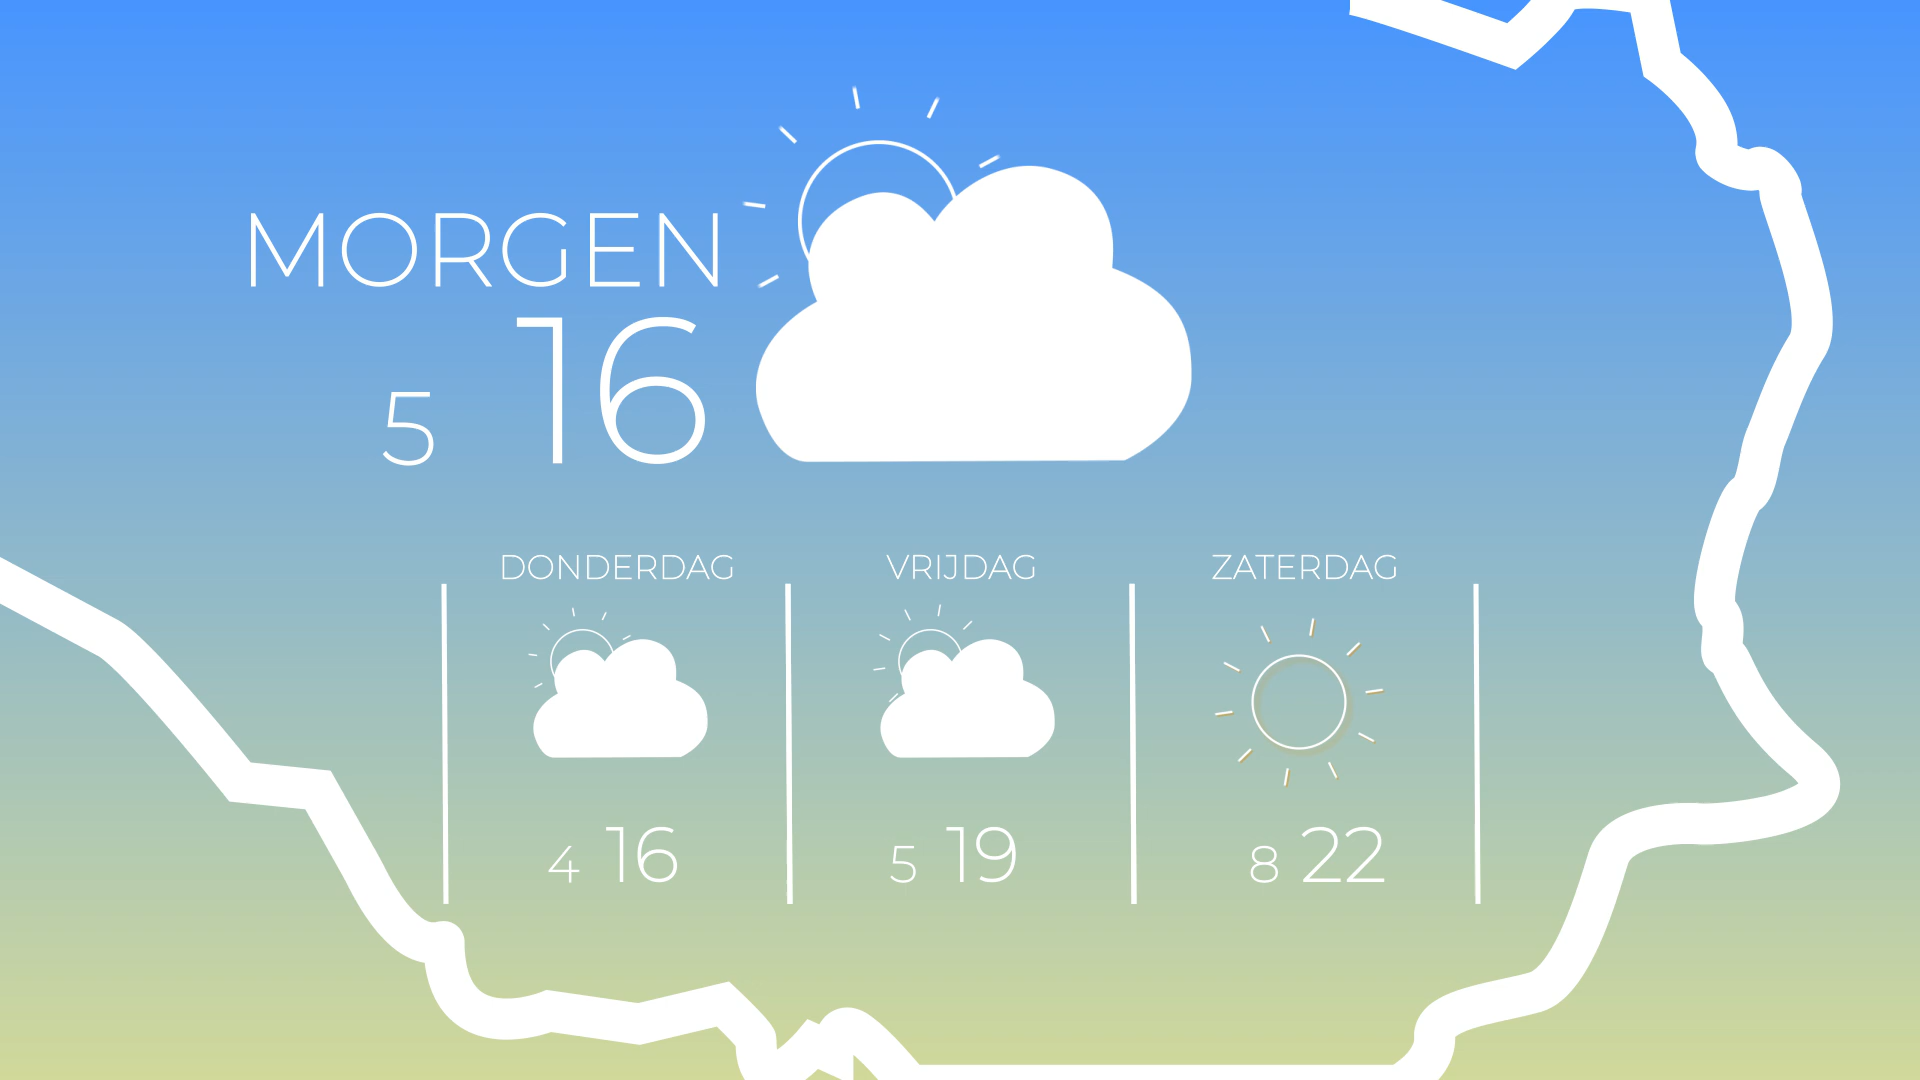 MORGEN
5 16
DONDERDAG VRIJDAG ZATERDAG
4 16 5 19 8 22